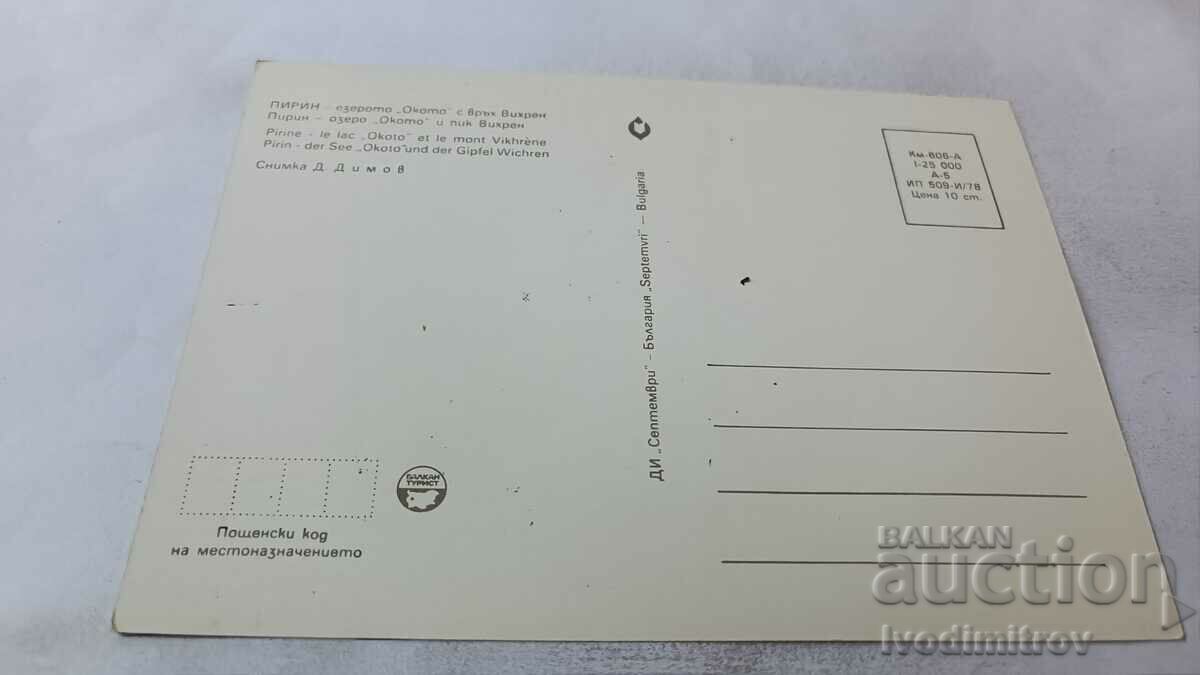 ПИРИН – езерото „Окото" с връх Вихрен
Пирин – озеро „Окото" и пик Вихрен
Pirine - le lac „Okoto" et le mont Vikhrène
Pirin - der See „Okoto"und der Gipfel Wichren
Снимка Д. Димов
ДИ „Септември" – България „Septemvri" – Bulgaria
Км-606-А
I-25 000
А-5
ИП 509-И/78
Цена 10 ст.
БАЛКАН
ТУРИСТ
Пощенски код
на местоназначението
BALKAN
auction
Ivodimitrov